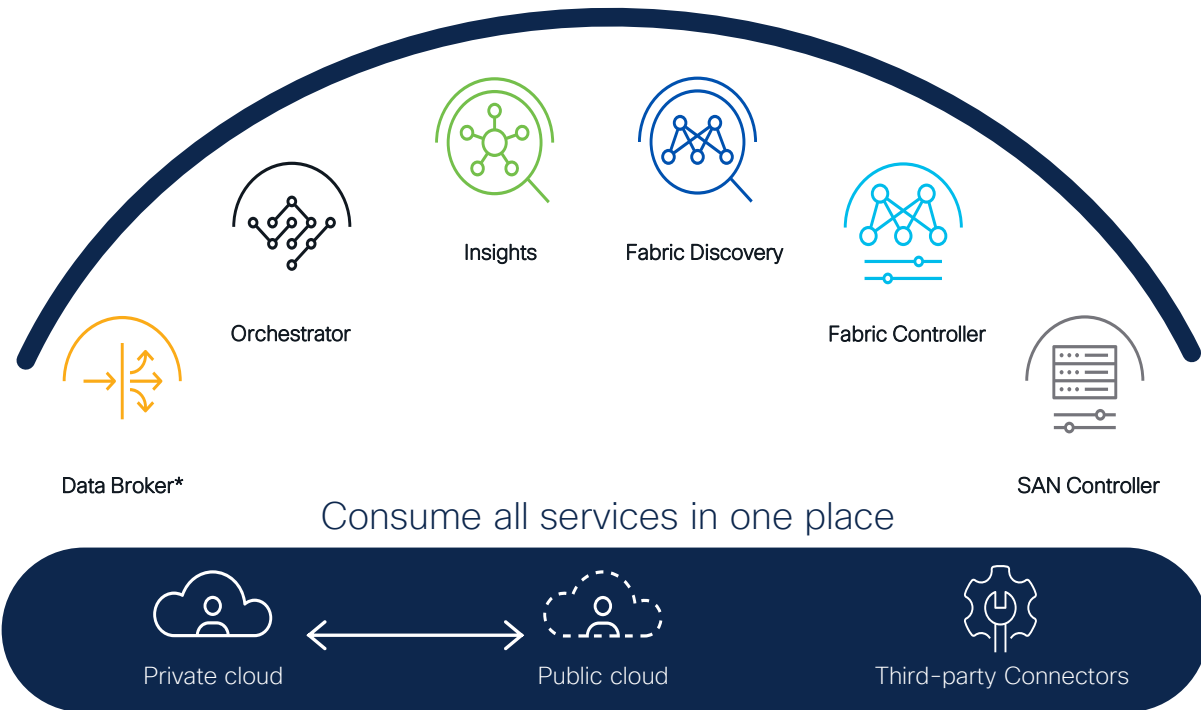 Insights
Fabric Discovery
Orchestrator
Fabric Controller
Data Broker*
SAN Controller
Consume all services in one place
Private cloud
Public cloud
Third-party Connectors